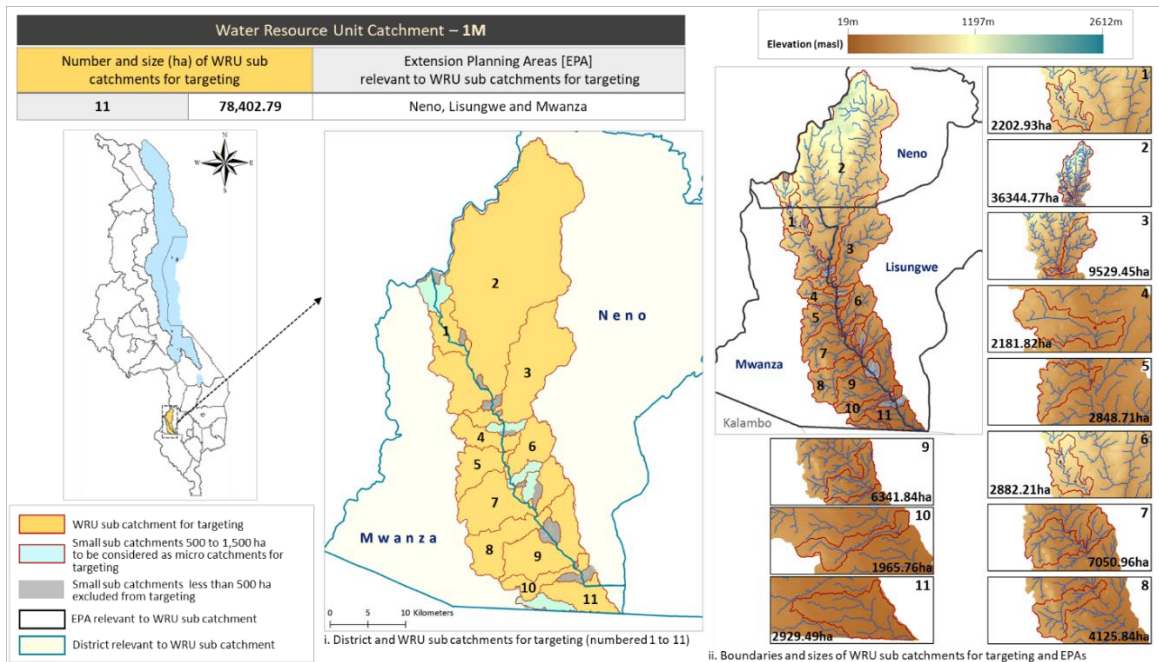 Water Resource Unit Catchment – 1M
Number and size (ha) of WRU sub
catchments for targeting
Extension Planning Areas [EPA]
relevant to WRU sub catchments for targeting
11
78,402.79
Neno, Lisungwe and Mwanza
N
W
E
S
WRU sub catchment for targeting
Small sub catchments 500 to 1,500 ha
to be considered as micro catchments for
targeting
Small sub catchments less than 500 ha
excluded from targeting
EPA relevant to WRU sub catchment
District relevant to WRU sub catchment
2
Neno
1
3
4
6
5
7
Mwanza
8
9
10
11
0 5 10 Kilometers
i. District and WRU sub catchments for targeting (numbered 1 to 11)
19m
1197m
2612m
Elevation (masl)
Neno
2
1
3
Lisungwe
4
6
5
Mwanza
7
8
9
10
11
Kalambo
1
2202.93ha
2
36344.77ha
3
9529.45ha
4
2181.82ha
5
2848.71ha
6
2882.21ha
7
7050.96ha
8
4125.84ha
9
6341.84ha
10
1965.76ha
11
2929.49ha
ii. Boundaries and sizes of WRU sub catchments for targeting and EPAs